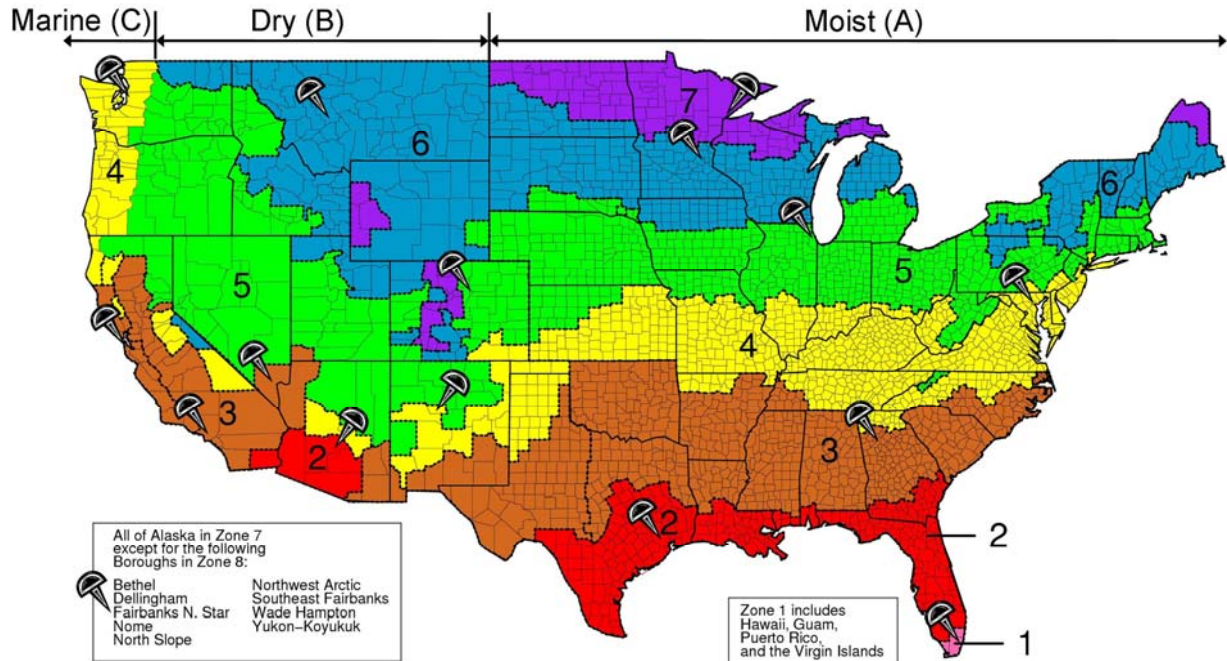 Marine (C)
Dry (B)
Moist (A)
7
6
4
6
5
5
4
3
3
2
2
2
1
All of Alaska in Zone 7
except for the following
Boroughs in Zone 8:
Bethel
Dellingham
Fairbanks N. Star
Nome
North Slope
Northwest Arctic
Southeast Fairbanks
Wade Hampton
Yukon-Koyukuk
Zone 1 includes
Hawaii, Guam,
Puerto Rico,
and the Virgin Islands